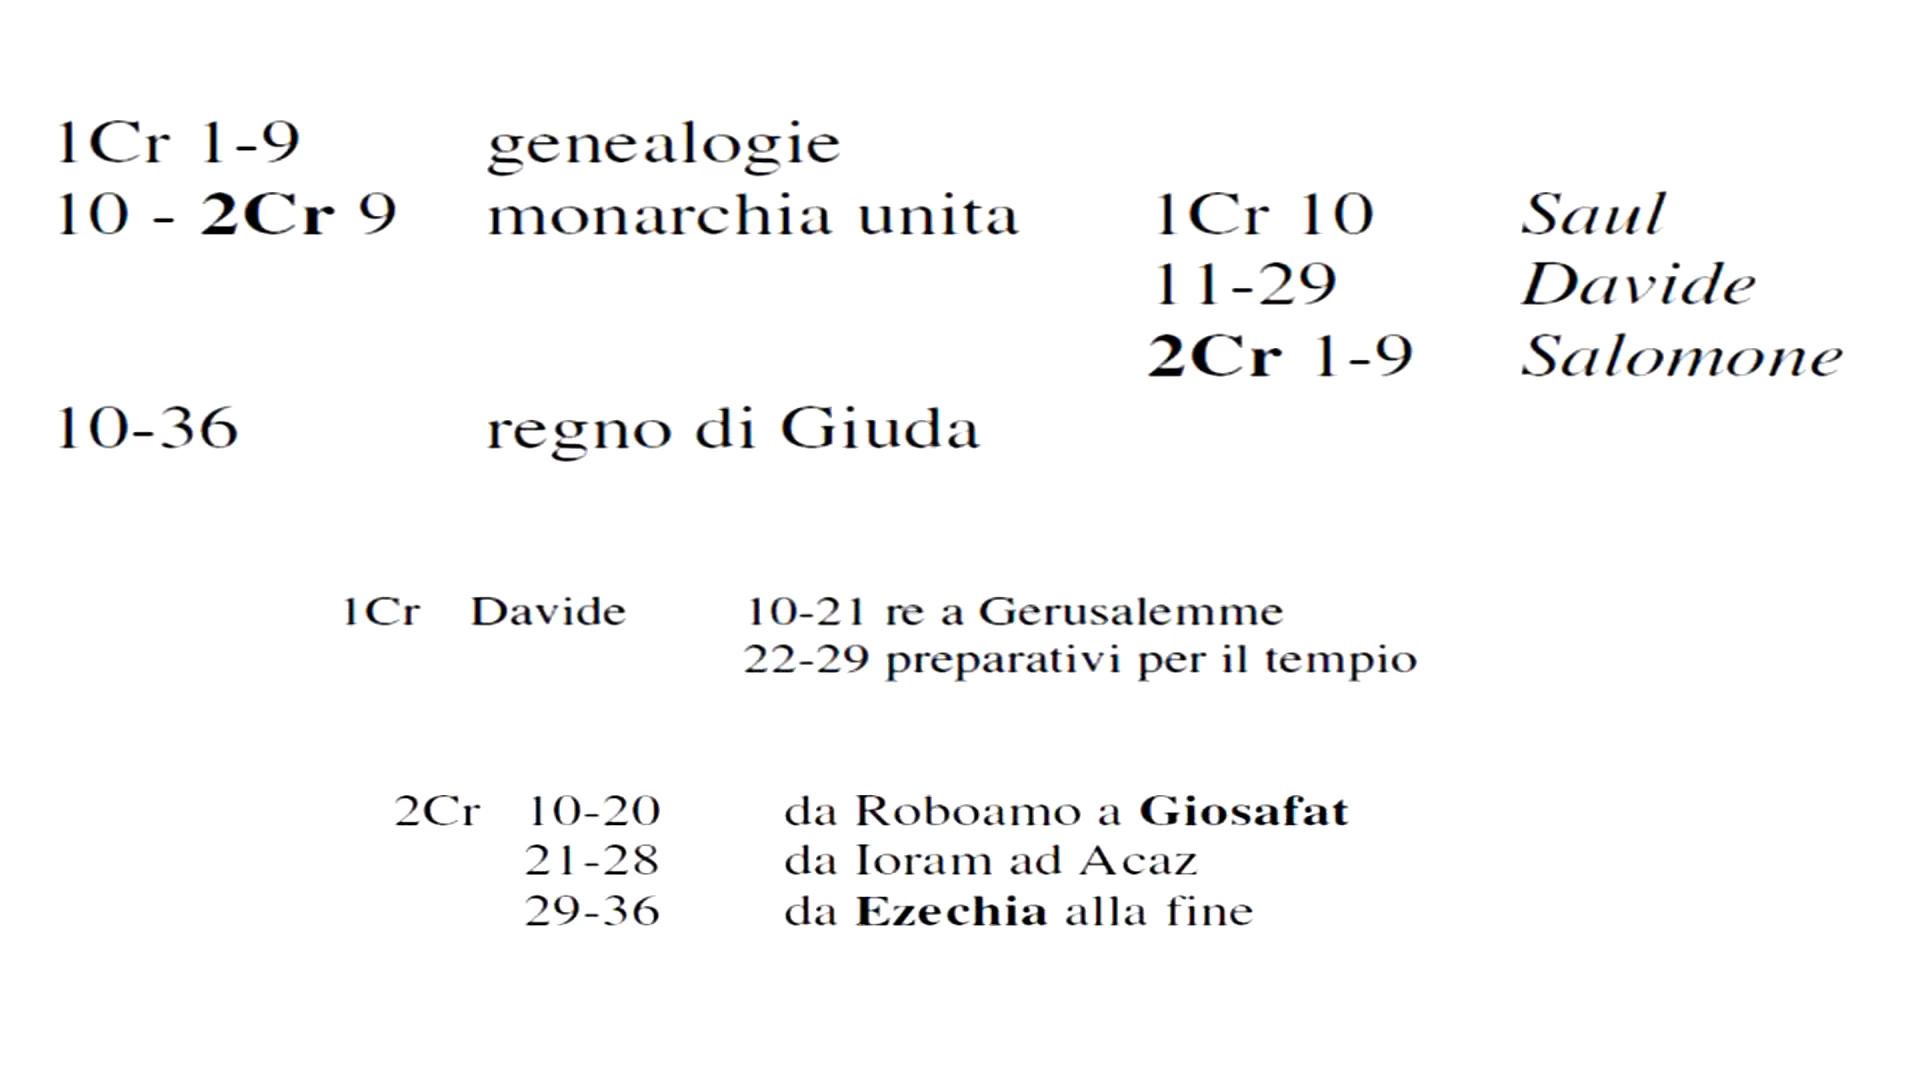 1Cr 1-9 genealogie
10 - 2Cr 9 monarchia unita 1Cr 10 Saul
11-29 Davide
2Cr 1-9 Salomone
10-36 regno di Giuda
1Cr Davide 10-21 re a Gerusalemme
22-29 preparativi per il tempio
2Cr 10-20 da Roboamo a Giosafat
21-28 da Ioram ad Acaz
29-36 da Ezechia alla fine